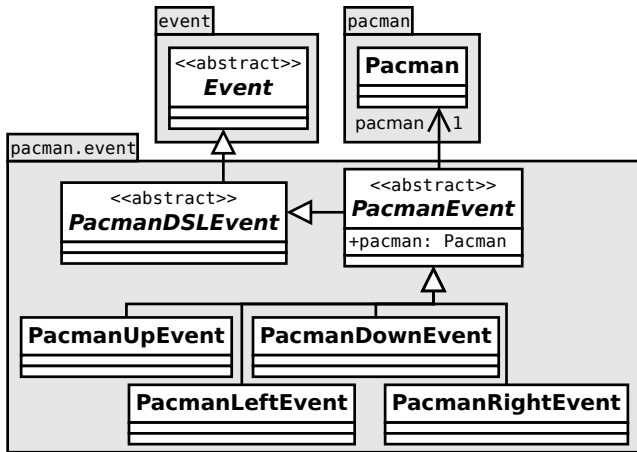 event
pacman
<<abstract>>
Event
Pacman
pacman 1
pacman.event
<<abstract>>
PacmanDSLEvent
<<abstract>>
PacmanEvent
+pacman: Pacman
PacmanUpEvent
PacmanDownEvent
PacmanLeftEvent
PacmanRightEvent